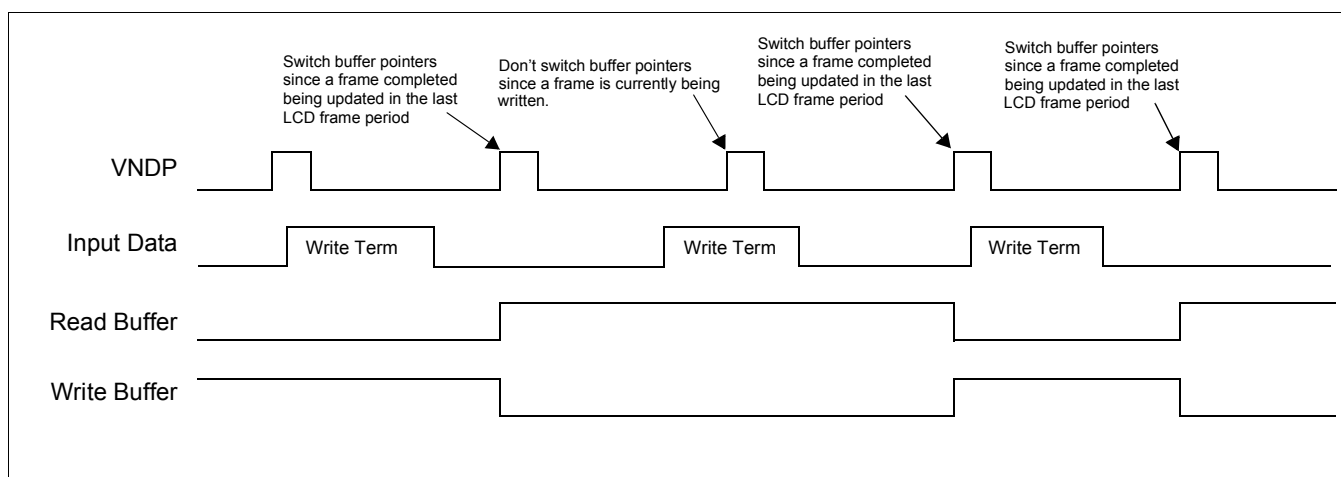 Switch buffer pointers
since a frame completed
being updated in the last
LCD frame period
Don't switch buffer pointers
since a frame is currently being
written.
Switch buffer pointers
since a frame completed
being updated in the last
LCD frame period
Switch buffer pointers
since a frame completed
being updated in the last
LCD frame period
VNDP
Input Data
Write Term
Write Term
Write Term
Read Buffer
Write Buffer